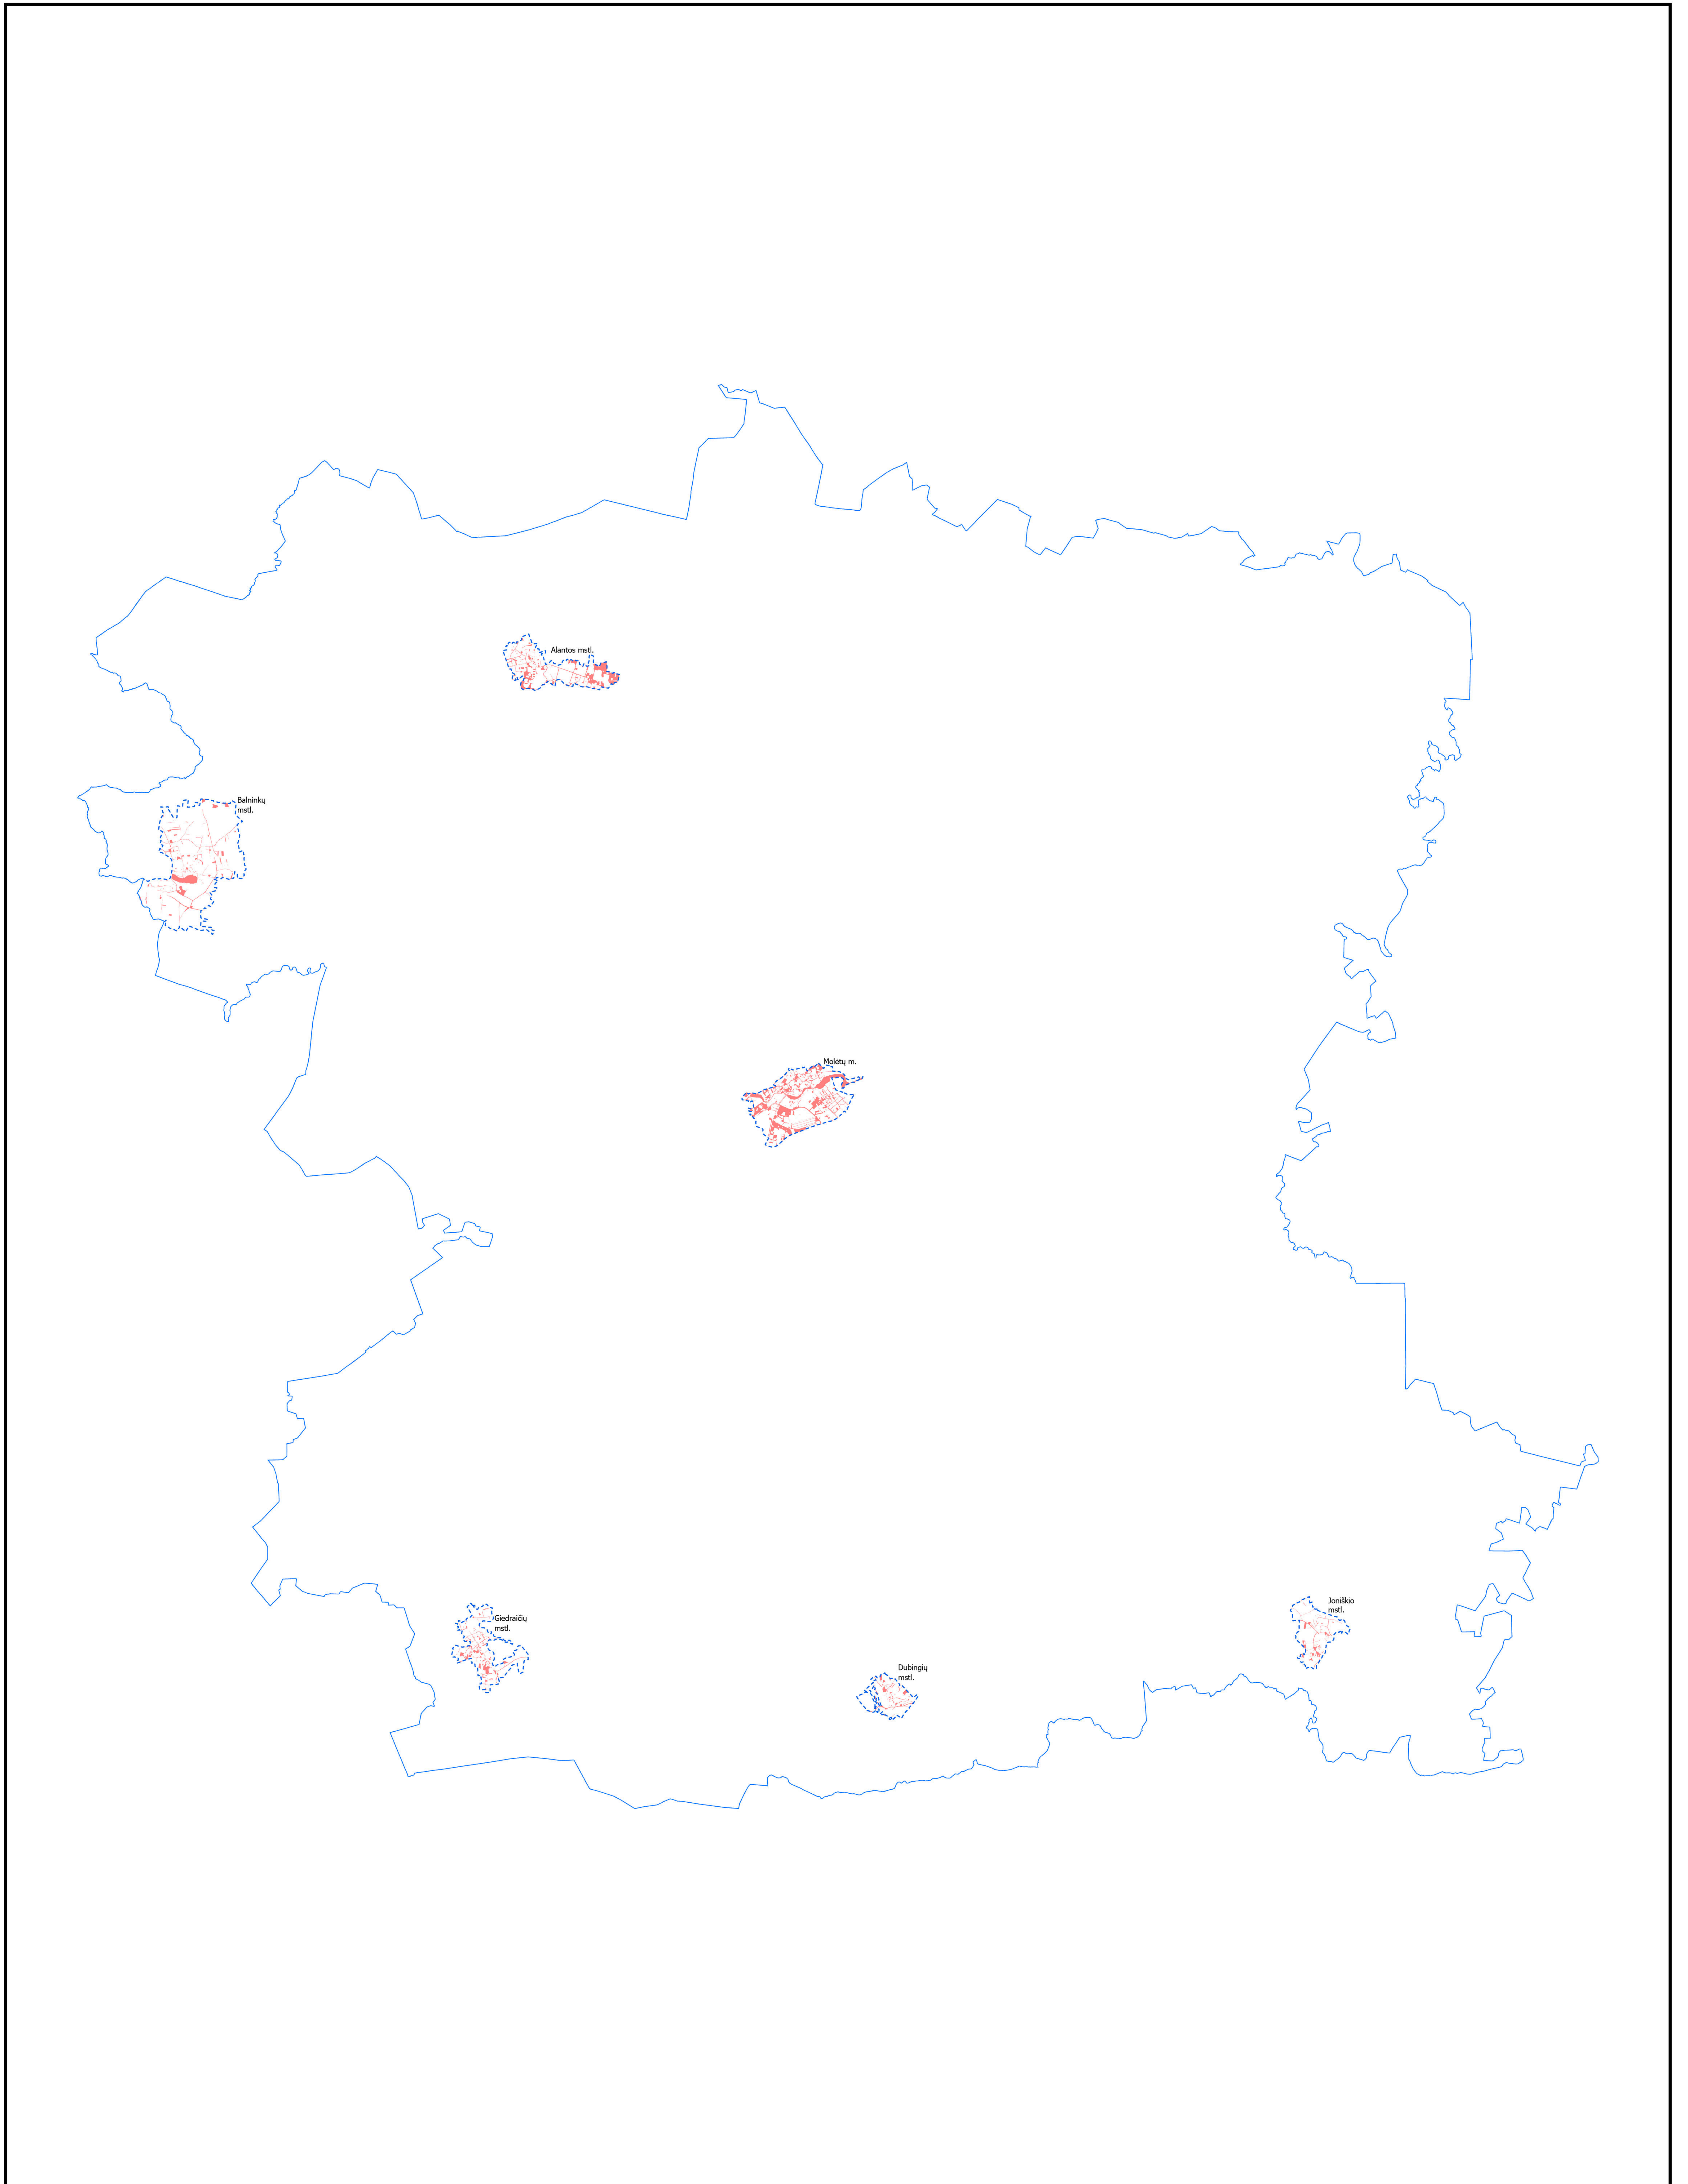 Alantos mstl.
Balninkų
mstl.
Molėtų m.
Joniškio
mstl.
Giedraičių
mstl.
Dubingių
mstl.